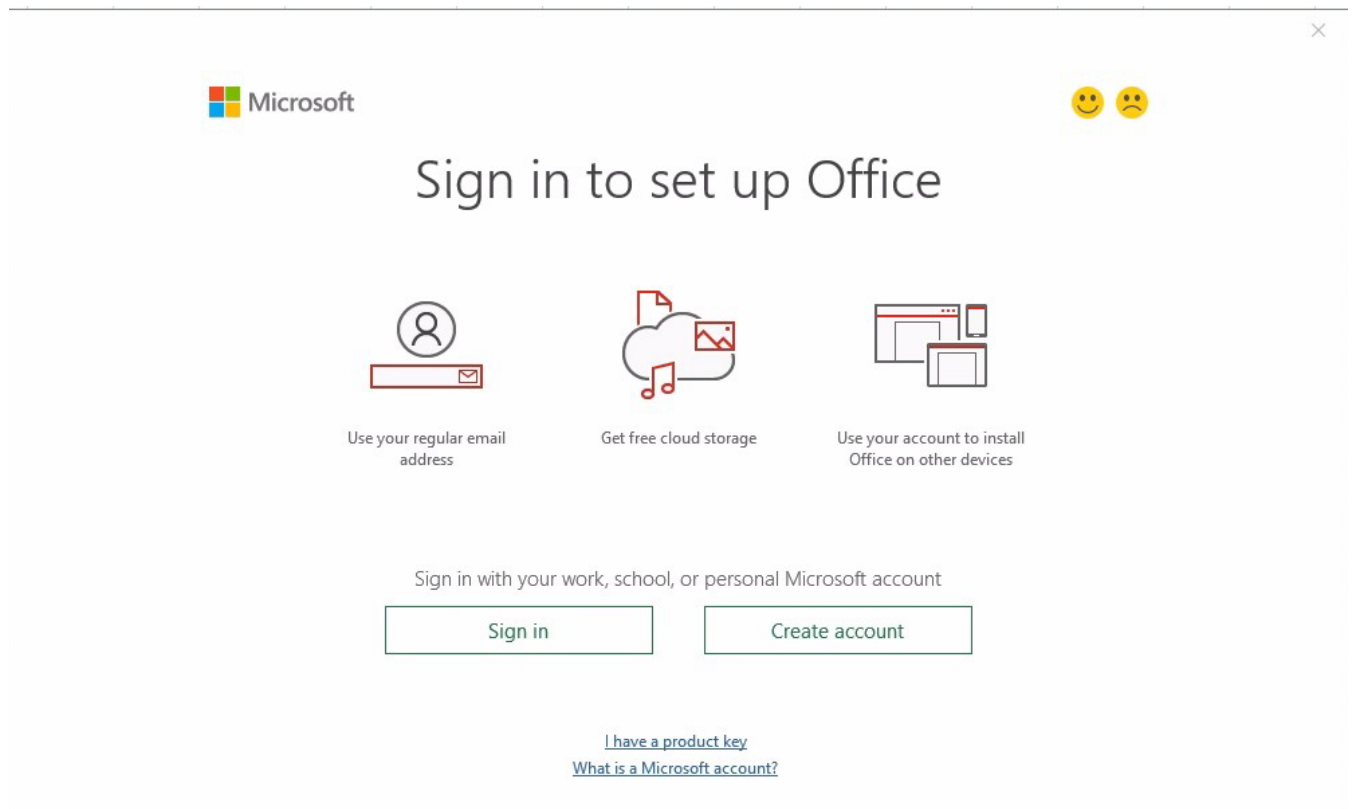 Microsoft
Sign in to set up Office
Use your regular email
address
Get free cloud storage
Use your account to install
Office on other devices
Sign in with your work, school, or personal Microsoft account
Sign in
Create account
I have a product key
What is a Microsoft account?